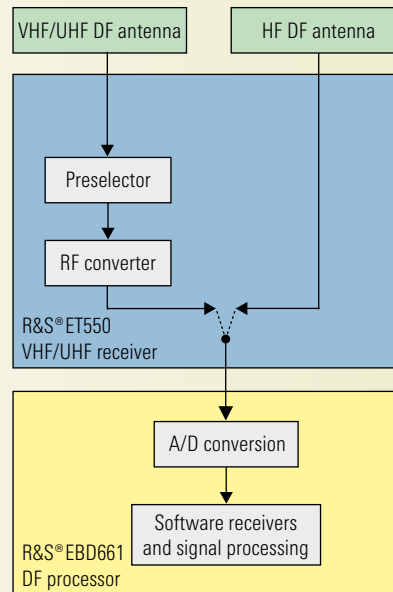 VHF/UHF DF antenna
HF DF antenna
Preselector
RF converter
R&S®ET550
VHF/UHF receiver
A/D conversion
Software receivers
and signal processing
R&S®EBD661
DF processor